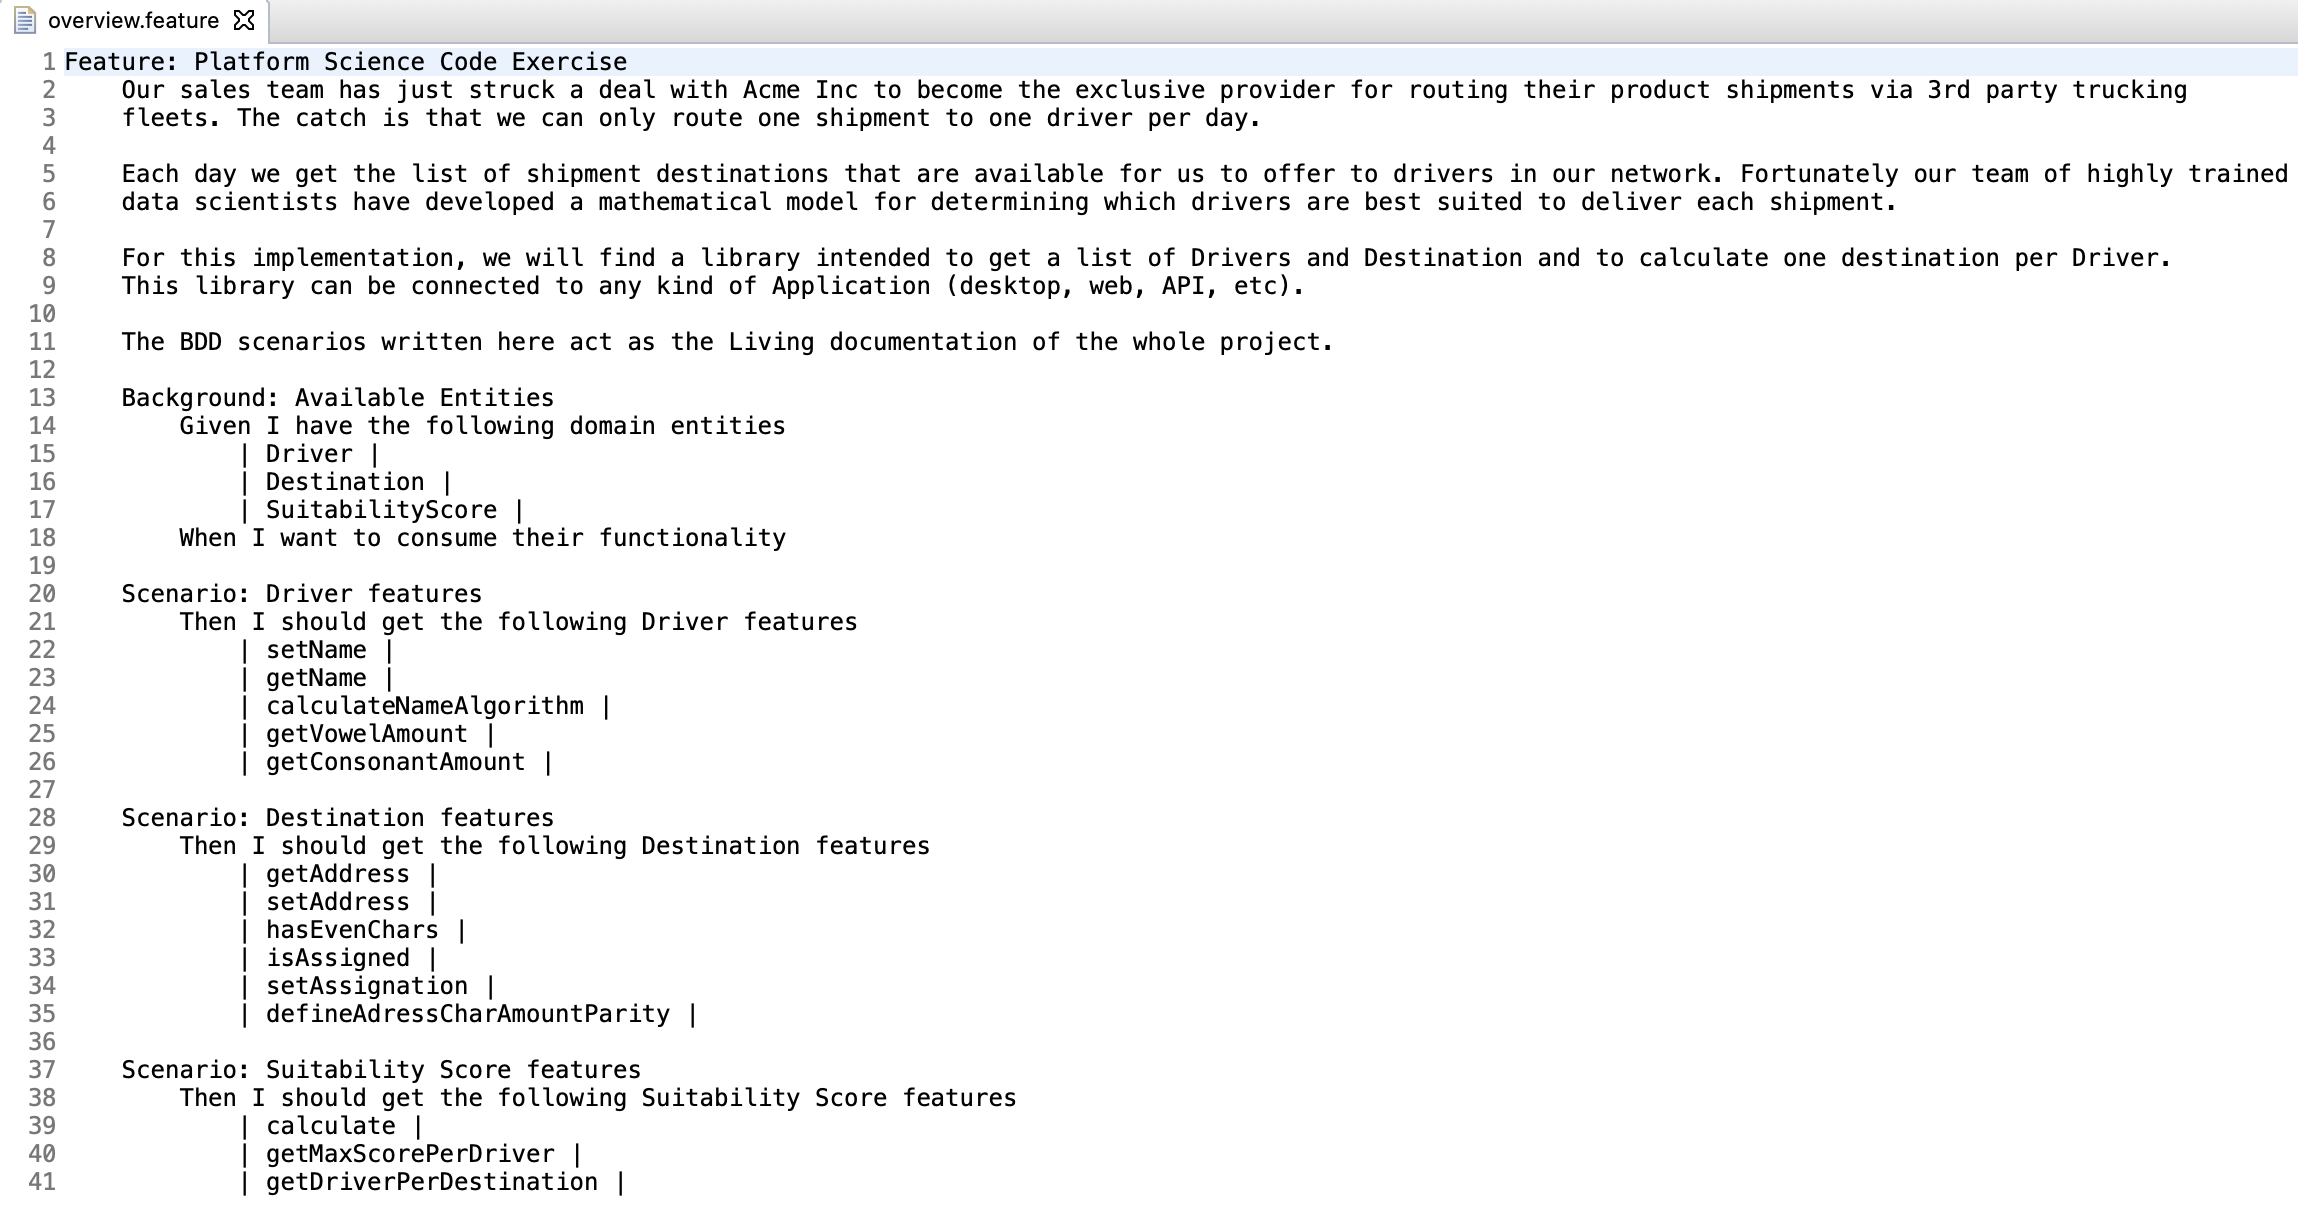 overview.feature
1 Feature: Platform Science Code Exercise
2 Our sales team has just struck a deal with Acme Inc to become the exclusive provider for routing their product shipments via 3rd party trucking
3 fleets. The catch is that we can only route one shipment to one driver per day.
4
5 Each day we get the list of shipment destinations that are available for us to offer to drivers in our network. Fortunately our team of highly trained
6 data scientists have developed a mathematical model for determining which drivers are best suited to deliver each shipment.
7
8 For this implementation, we will find a library intended to get a list of Drivers and Destination and to calculate one destination per Driver.
9 This library can be connected to any kind of Application (desktop, web, API, etc).
10
11 The BDD scenarios written here act as the Living documentation of the whole project.
12
13 Background: Available Entities
14 Given I have the following domain entities
15 | Driver |
16 | Destination |
17 | SuitabilityScore |
18 When I want to consume their functionality
19
20 Scenario: Driver features
21 Then I should get the following Driver features
22 | setName |
23 | getName |
24 | calculateNameAlgorithm |
25 | getVowelAmount |
26 | getConsonantAmount |
27
28 Scenario: Destination features
29 Then I should get the following Destination features
30 | getAddress |
31 | setAddress |
32 | hasEvenChars |
33 | isAssigned |
34 | setAssignation |
35 | defineAdressCharAmountParity |
36
37 Scenario: Suitability Score features
38 Then I should get the following Suitability Score features
39 | calculate |
40 | getMaxScorePerDriver |
41 | getDriverPerDestination |